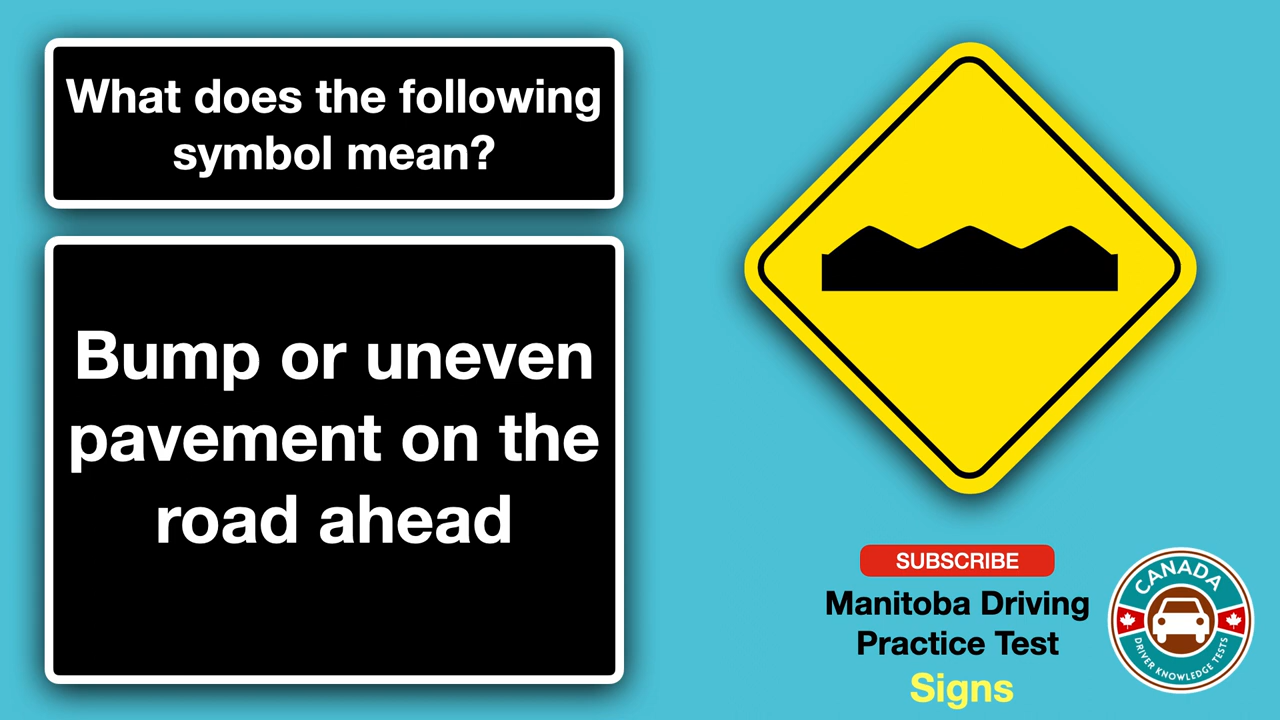 What does the following
symbol mean?
Bump or uneven
pavement on the
road ahead
SUBSCRIBE
Manitoba Driving
Practice Test
Signs
CANADA
DRIVER KNOWLEDGE TESTS